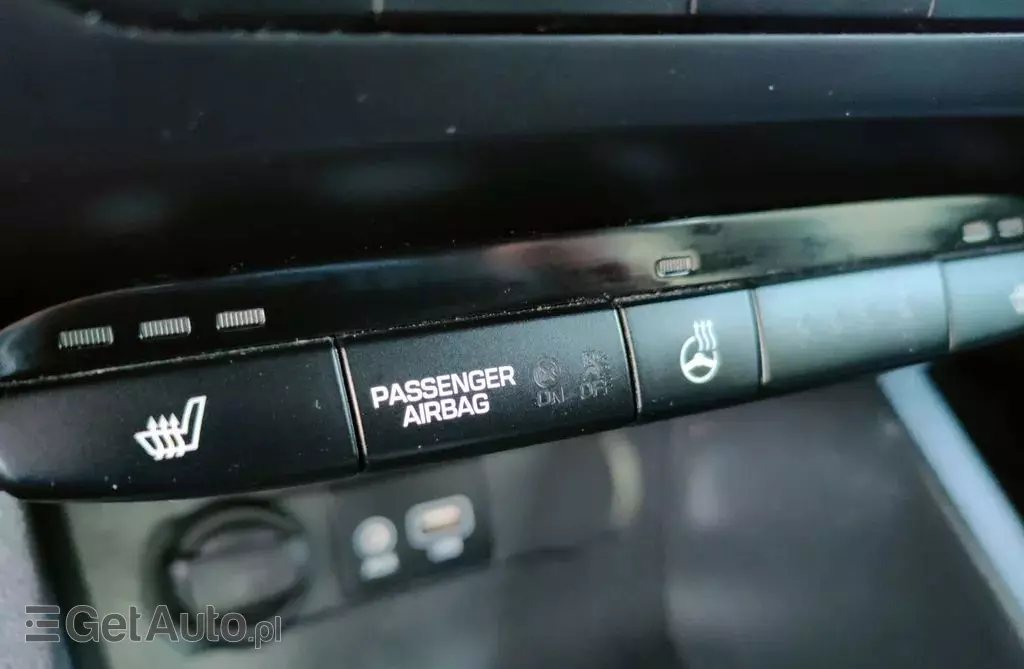 PASSENGER
AIRBAG
ON OFF
GetAuto.pl